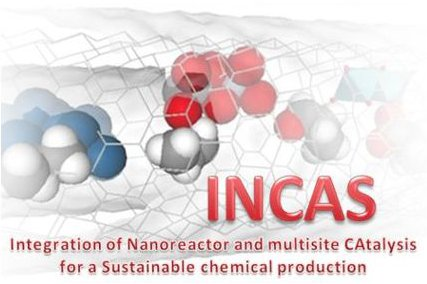 INCAS
Integration of Nanoreactor and multisite CAtalysis
for a Sustainable chemical production